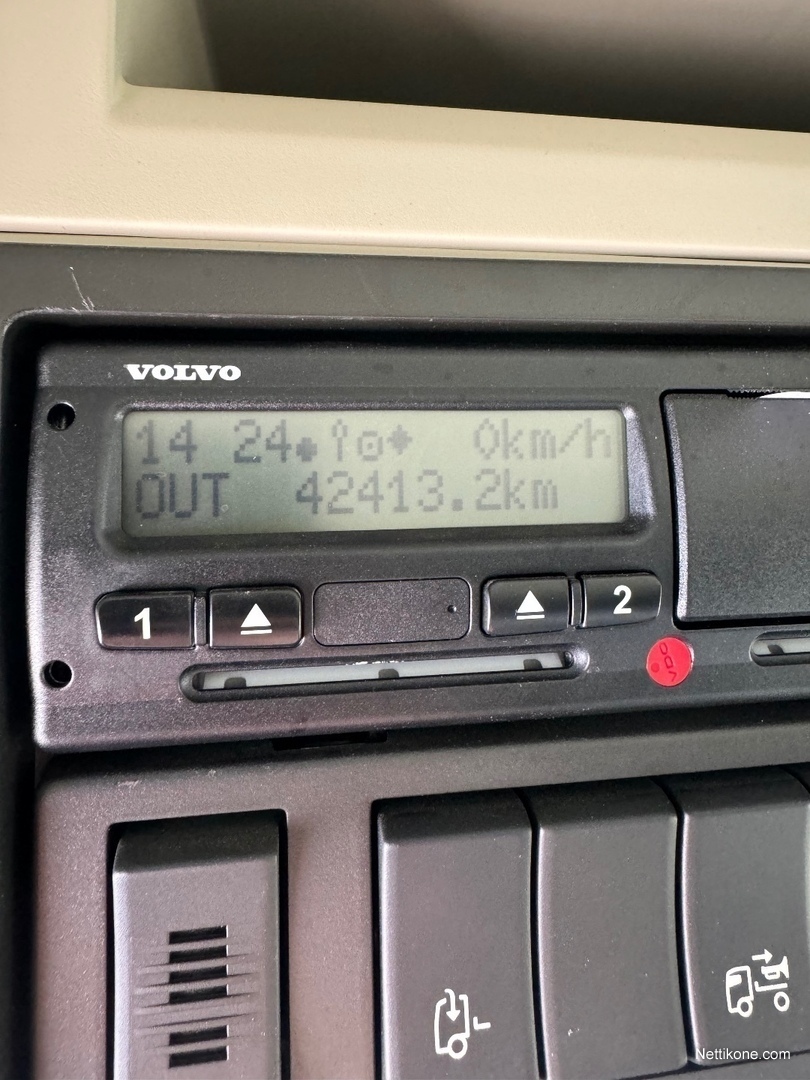 VOLVO
14 24 0km/h
OUT 42413.2km
1 2
VDO
Nettikone.com